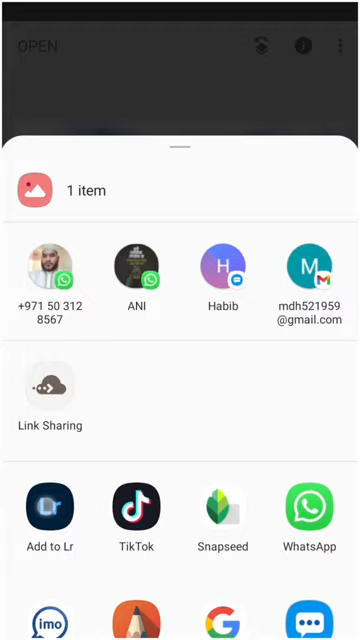 OPEN
1 item
+971 50 312
8567
ANI
Habib
mdh521959
@gmail.com
H
M
Link Sharing
Lr
Add to Lr
TikTok
Snapseed
WhatsApp
imo
G